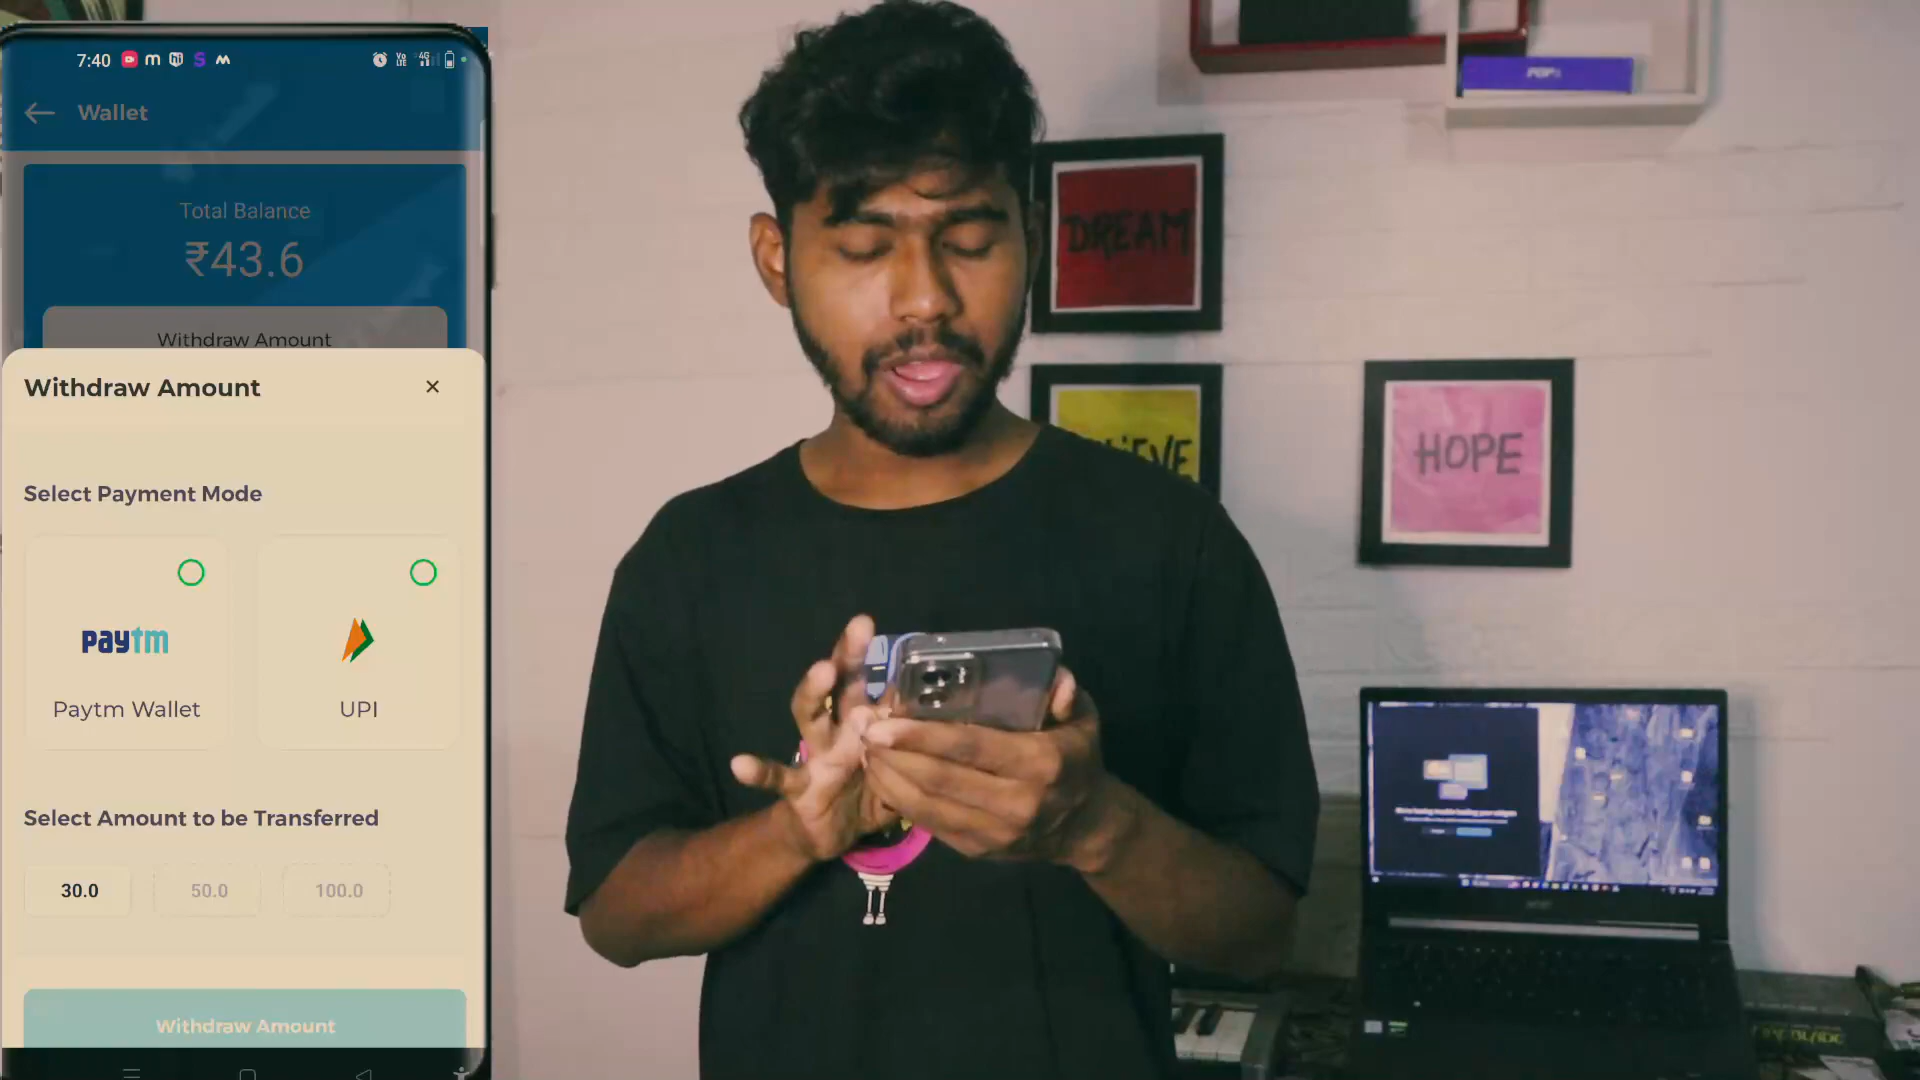 7:40
Wallet
Total Balance
₹43.6
Withdraw Amount
Withdraw Amount
Select Payment Mode
paytm
Paytm Wallet
UPI
Select Amount to be Transferred
30.0 50.0 100.0
Withdraw Amount
DREAM
HOPE
acer